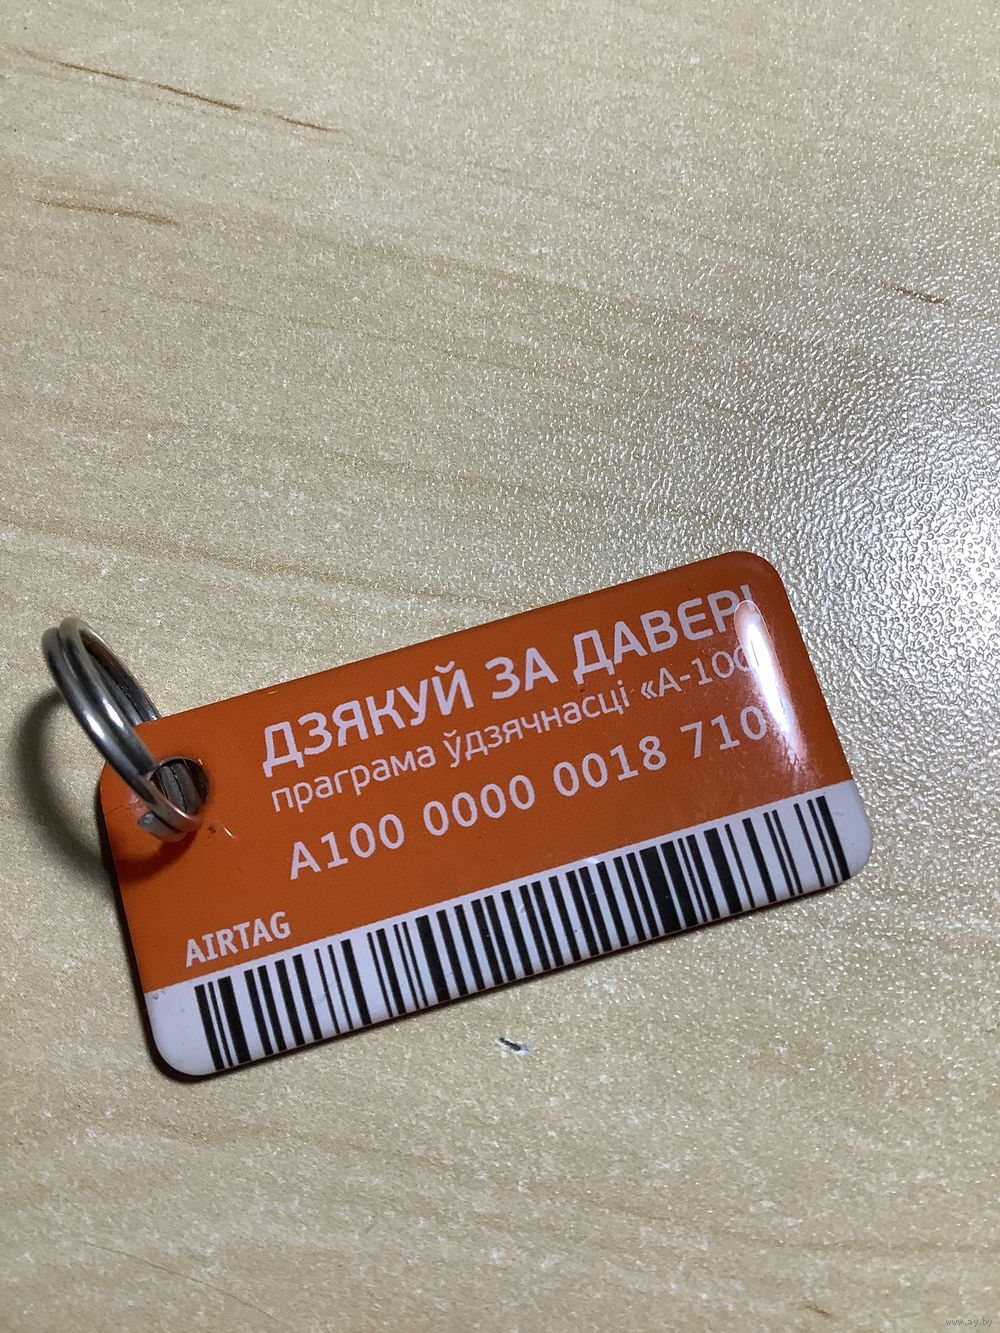 ДЗЯКУЙ ЗА ДАВЕР!
праграма ўдзячнасці «А-100
A100 0000 0018 710
AIRTAG
www.ay.by